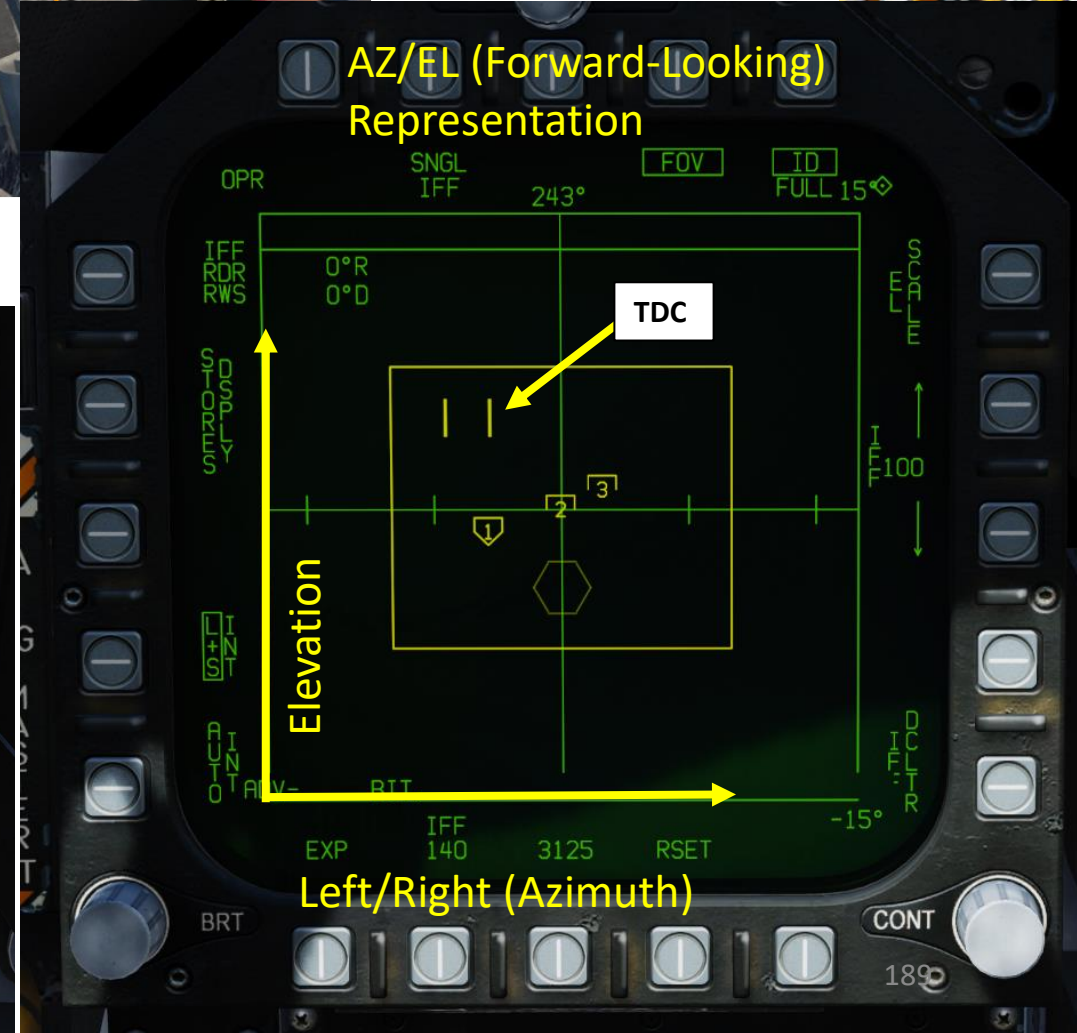 AZ/EL (Forward-Looking)
Representation
OPR
SNGL
IFF
FOV
ID
FULL
15°
243°
IFF
RDR
RWS
0°R
0°D
SCALE
EL
TDC
STORES
DSPLY
IFF
100
3
2
1
Elevation
L+S
INT
AUTO
INT
ADV-
BIT
DCLTR
-15°
EXP
IFF
140
3125
RSET
Left/Right (Azimuth)
BRT
CONT
189